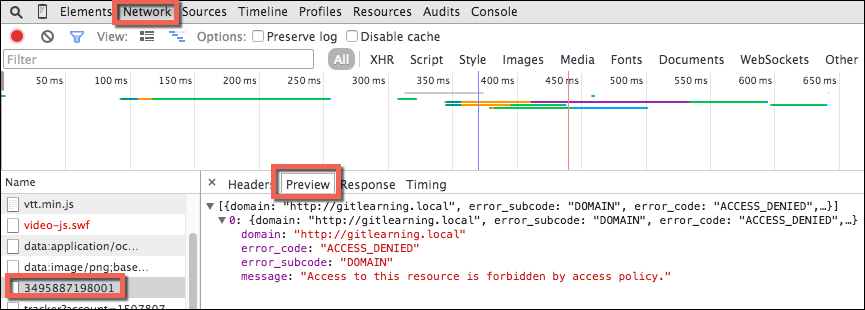 Elements Network Sources Timeline Profiles Resources Audits Console
View: Options: Preserve log Disable cache
Filter All XHR Script Style Images Media Fonts Documents WebSockets Other
50 ms 100 ms 150 ms 200 ms 250 ms 300 ms 350 ms 400 ms 450 ms 500 ms 550 ms 600 ms 650 ms
Name × Headers Preview Response Timing
vtt.min.js
video-js.swf
data:application/oc...
data:image/png;base...
3495887198001
tracker?account=1507807
▼ [{domain: "http://gitlearning.local", error_subcode: "DOMAIN", error_code: "ACCESS_DENIED",…}]
▼ 0: {domain: "http://gitlearning.local", error_subcode: "DOMAIN", error_code: "ACCESS_DENIED",…}
domain: "http://gitlearning.local"
error_code: "ACCESS_DENIED"
error_subcode: "DOMAIN"
message: "Access to this resource is forbidden by access policy."